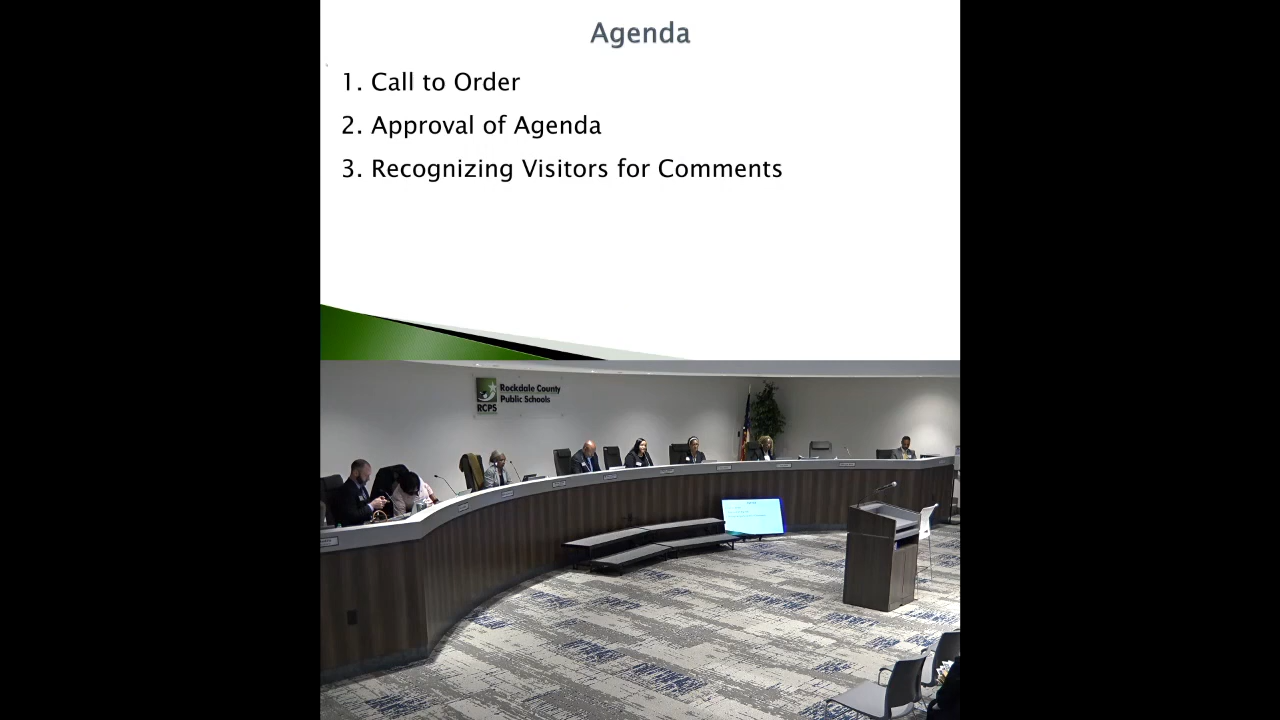 Agenda
1. Call to Order
2. Approval of Agenda
3. Recognizing Visitors for Comments
Rockdale County
Public Schools
RCPS